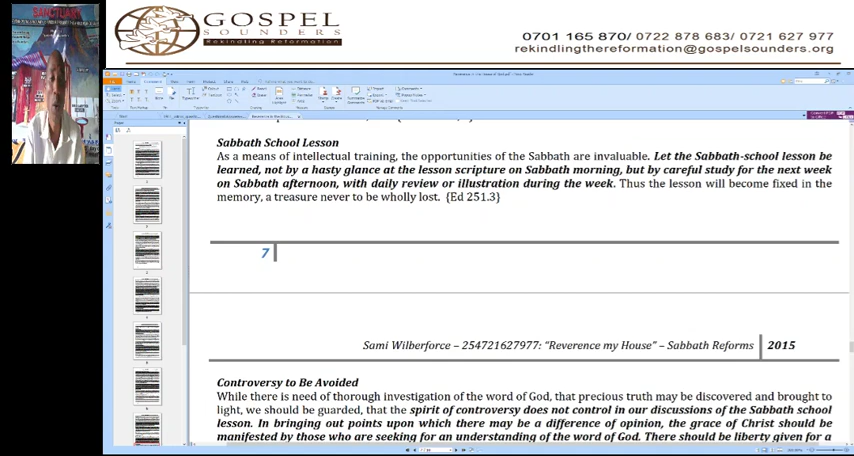 SANCTUARY
GOSPEL
SOUNDERS
Rekindling Reformation
0701 165 870/ 0722 878 683/ 0721 627 977
rekindlingthereformation@gospelsounders.org
Sabbath School Lesson
As a means of intellectual training, the opportunities of the Sabbath are invaluable. Let the Sabbath-school lesson be
learned, not by a hasty glance at the lesson scripture on Sabbath morning, but by careful study for the next week
on Sabbath afternoon, with daily review or illustration during the week. Thus the lesson will become fixed in the
memory, a treasure never to be wholly lost. {Ed 251.3}
7
Sami Wilberforce – 254721627977: “Reverence my House” – Sabbath Reforms 2015
Controversy to Be Avoided
While there is need of thorough investigation of the word of God, that precious truth may be discovered and brought to
light, we should be guarded, that the spirit of controversy does not control in our discussions of the Sabbath school
lesson. In bringing out points upon which there may be a difference of opinion, the grace of Christ should be
manifested by those who are seeking for an understanding of the word of God. There should be liberty given for a